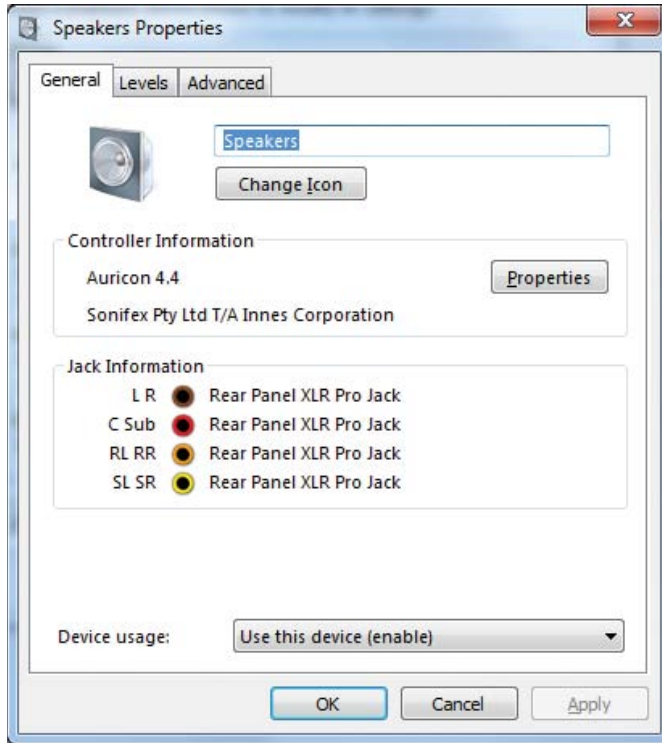 Speakers Properties
General Levels Advanced
Speakers
Change Icon
Controller Information
Auricon 4.4
Properties
Sonifex Pty Ltd T/A Innes Corporation
Jack Information
L R Rear Panel XLR Pro Jack
C Sub Rear Panel XLR Pro Jack
RL RR Rear Panel XLR Pro Jack
SL SR Rear Panel XLR Pro Jack
Device usage: Use this device (enable)
OK Cancel Apply